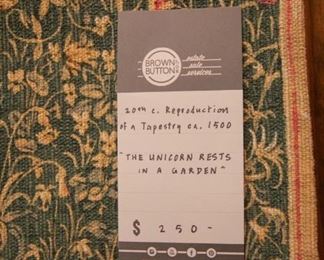 BROWN
BUTTON
estate
sale
services
20TH C. Reproduction
of a Tapestry ca. 1500
"THE UNICORN RESTS
IN A GARDEN"
$ 250-